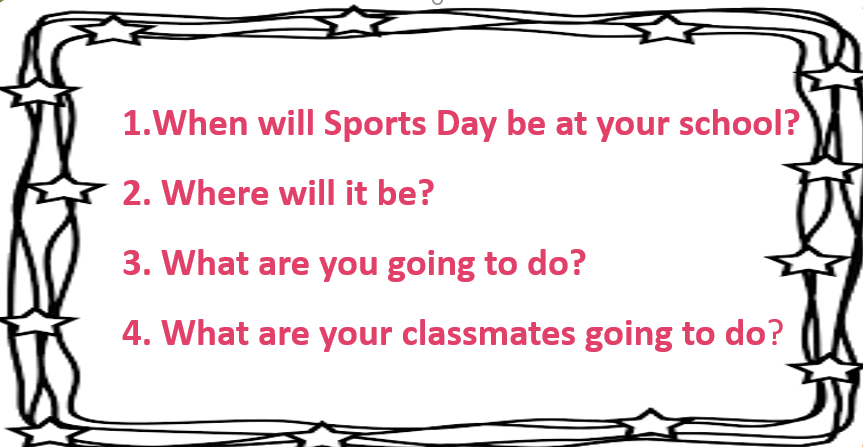 1.When will Sports Day be at your school?
2. Where will it be?
3. What are you going to do?
4. What are your classmates going to do?